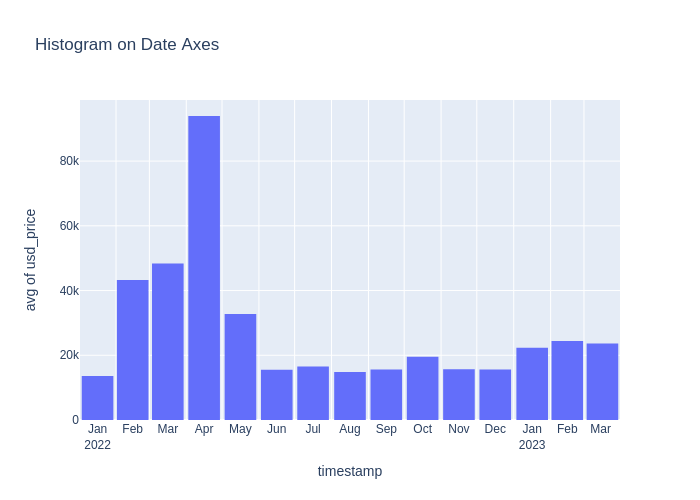 Histogram on Date Axes
avg of usd_price
80k
60k
40k
20k
0
Jan Feb Mar Apr May Jun Jul Aug Sep Oct Nov Dec Jan Feb Mar
2022 2023
timestamp